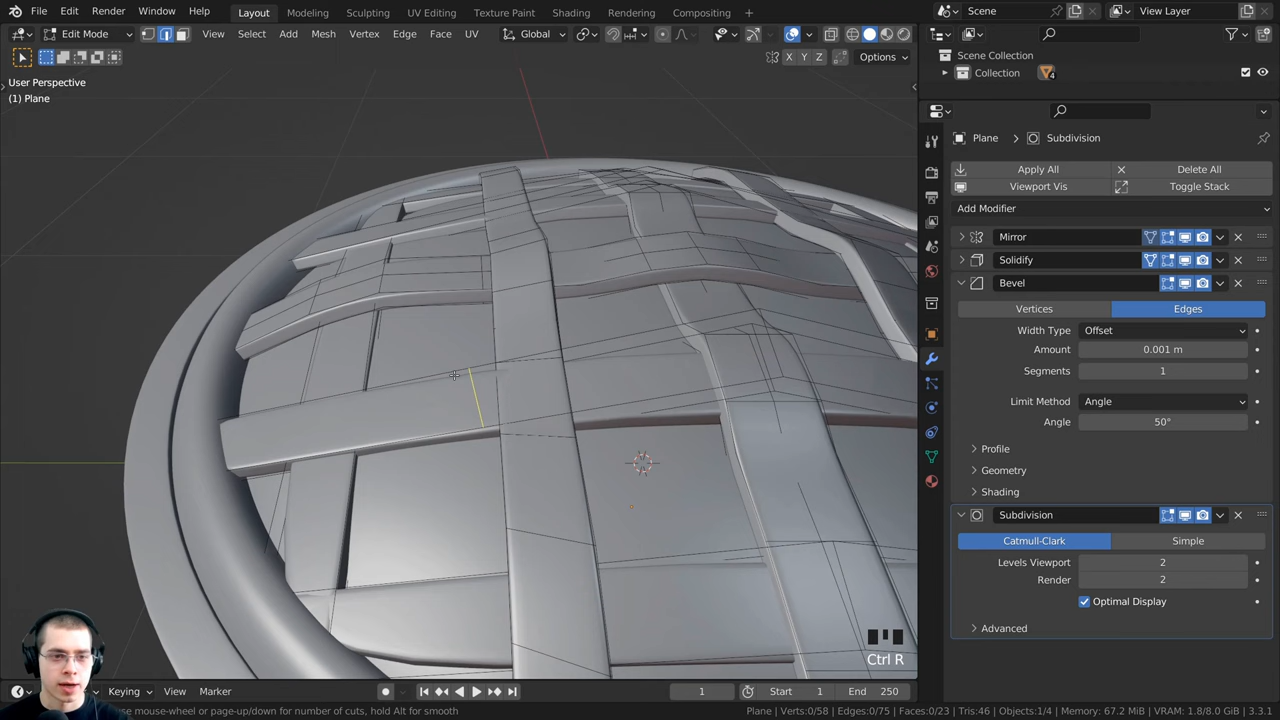 File Edit Render Window Help Layout Modeling Sculpting UV Editing Texture Paint Shading Rendering Compositing Scene View Layer
Edit Mode View Select Add Mesh Vertex Edge Face UV Global
X Y Z Options
User Perspective
(1) Plane
Scene Collection
Collection 4
Plane > Subdivision
Apply All Delete All
Viewport Vis Toggle Stack
Add Modifier
Mirror
Solidify
Bevel
Vertices Edges
Width Type Offset
Amount 0.001 m
Segments 1
Limit Method Angle
Angle 50°
Profile
Geometry
Shading
Subdivision
Catmull-Clark Simple
Levels Viewport 2
Render 2
Optimal Display
Advanced
Ctrl R
Keying View Marker 1 Start 1 End 250
use mouse-wheel or page-up/down for number of cuts, hold Alt for smooth
Plane | Verts:0/58 | Edges:0/75 | Faces:0/23 | Tris:46 | Objects:1/4 | Memory: 67.2 MiB | VRAM: 1.8/8.0 GiB | 3.3.1